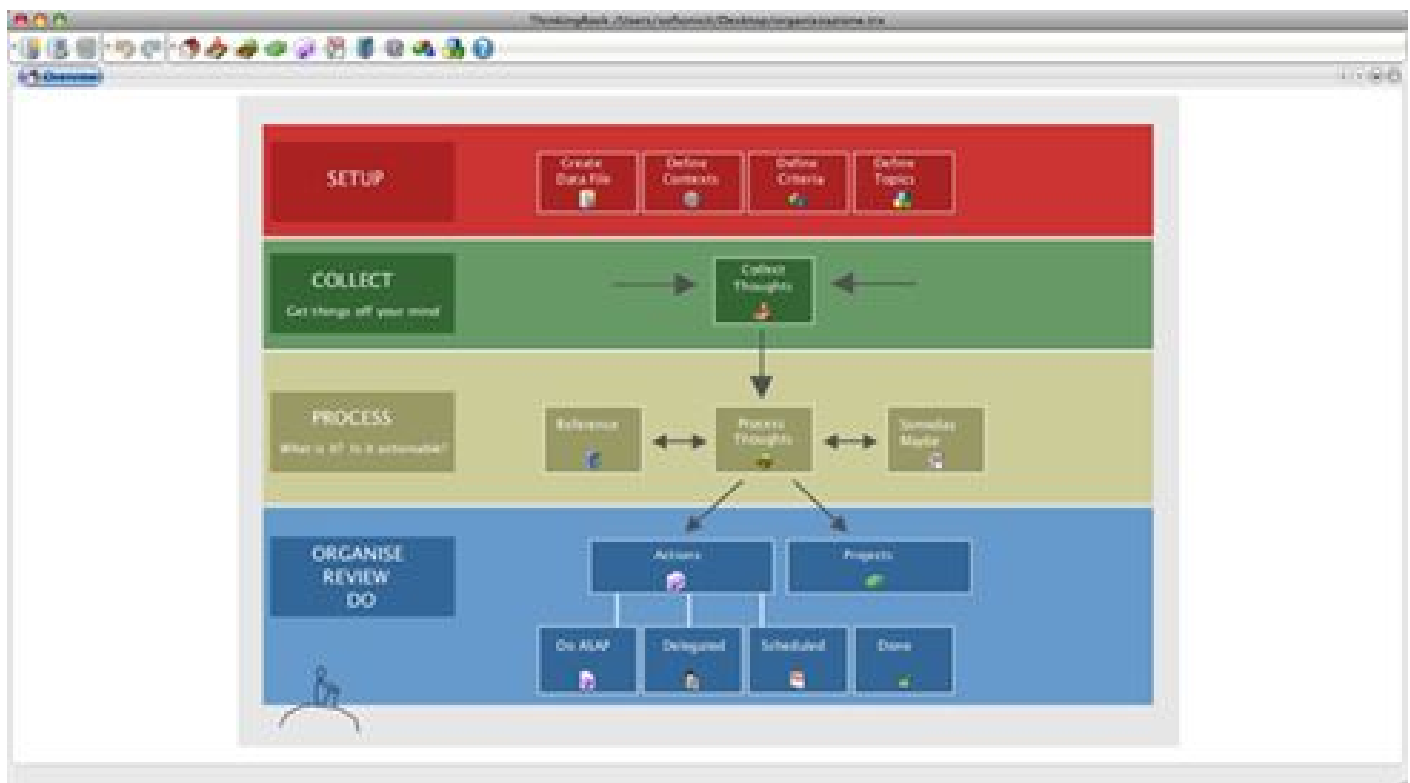 Overview
SETUP
Create
Data File
Define
Contexts
Define
Criteria
Define
Topics
COLLECT
Get things off your mind
Collect
Thoughts
PROCESS
What is it? Is it actionable?
Reference
Process
Thoughts
Someday
Maybe
ORGANISE
REVIEW
DO
Actions
Projects
Do ASAP
Delegated
Scheduled
Done